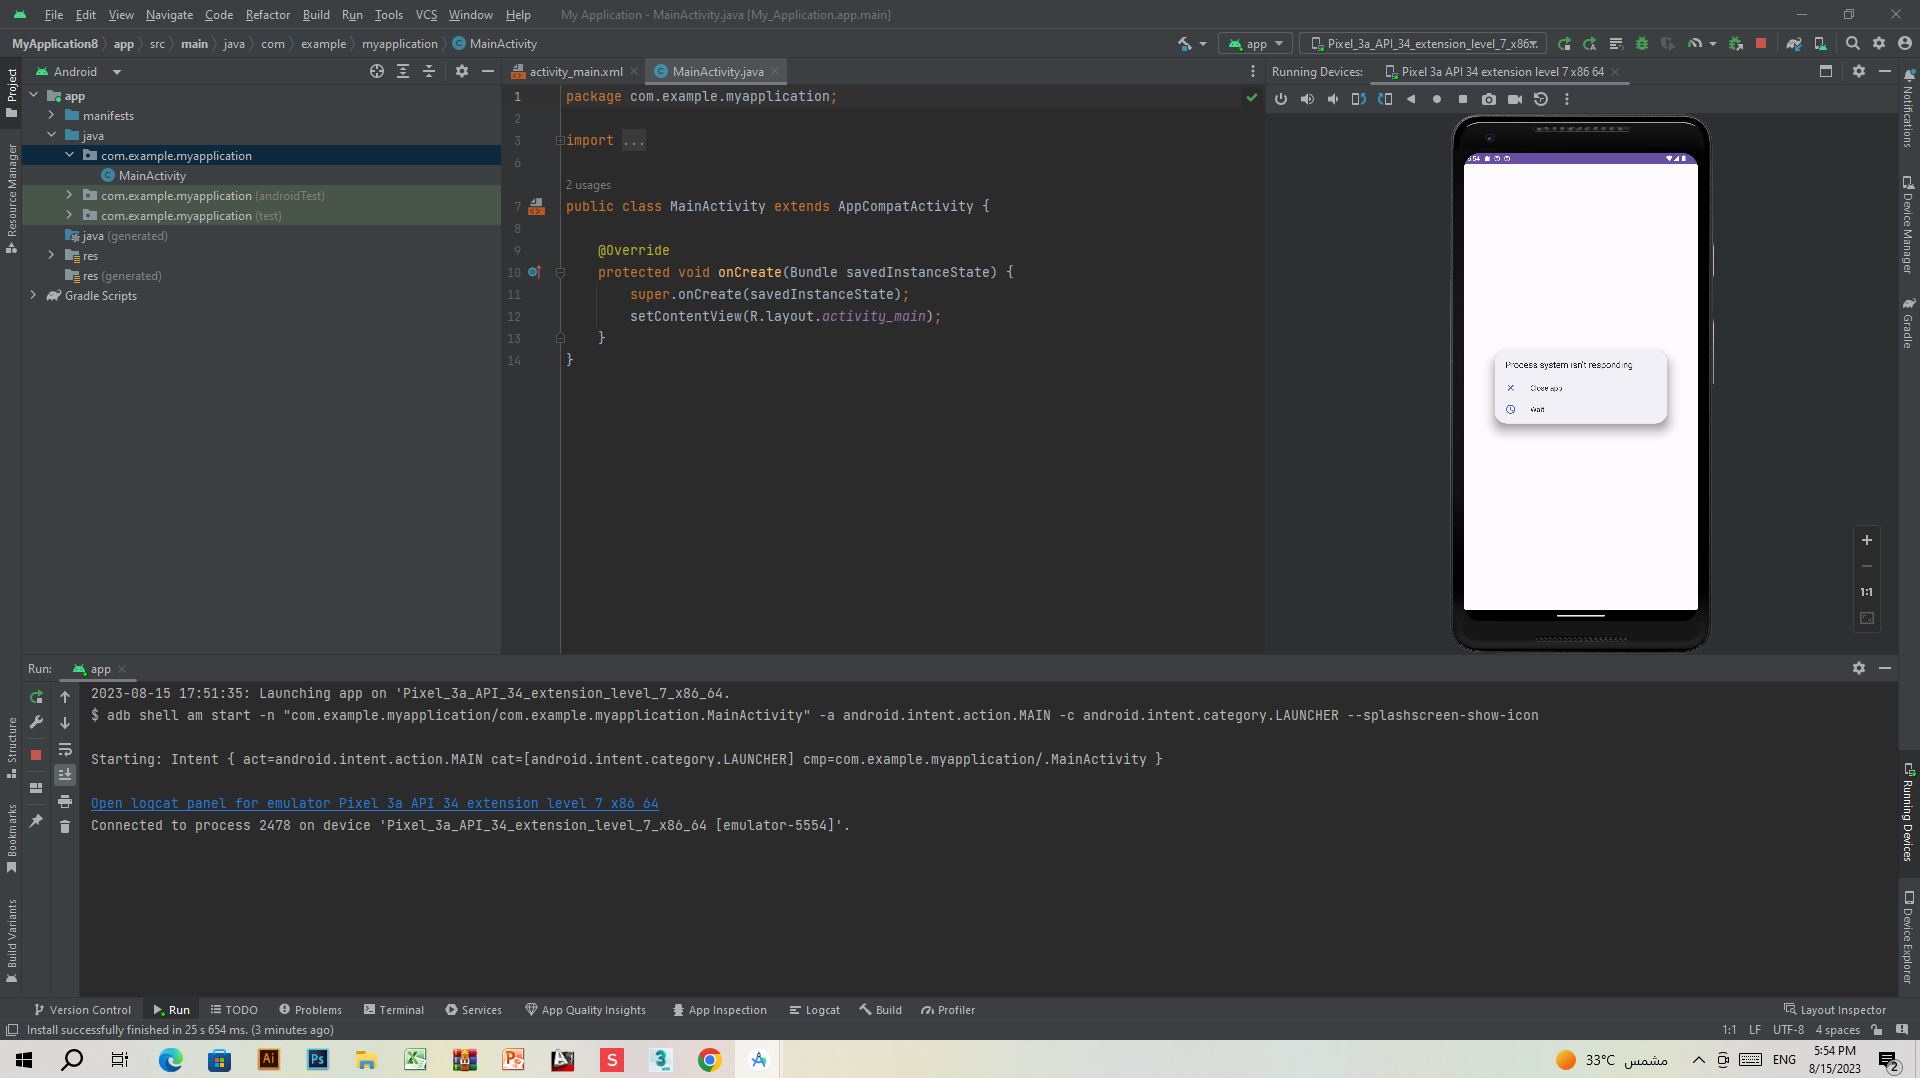 File Edit View Navigate Code Refactor Build Run Tools VCS Window Help My Application - MainActivity.java [My_Application.app.main]
MyApplication8 app src main java com example myapplication MainActivity
app Pixel_3a_API_34_extension_level_7_x86
Project
Resource Manager
Structure
Bookmarks
Build Variants
Android
app
manifests
java
com.example.myapplication
MainActivity
com.example.myapplication (androidTest)
com.example.myapplication (test)
java (generated)
res
res (generated)
Gradle Scripts
activity_main.xml MainActivity.java
1 package com.example.myapplication;
2
3 import ...
6
2 usages
7 public class MainActivity extends AppCompatActivity {
8
9 @Override
10 protected void onCreate(Bundle savedInstanceState) {
11 super.onCreate(savedInstanceState);
12 setContentView(R.layout.activity_main);
13 }
14 }
Running Devices: Pixel 3a API 34 extension level 7 x86 64
Process system isn't responding
Close app
Wait
1:1
Notifications
Device Manager
Gradle
Running Devices
Device Explorer
Run: app
2023-08-15 17:51:35: Launching app on 'Pixel_3a_API_34_extension_level_7_x86_64.
$ adb shell am start -n "com.example.myapplication/com.example.myapplication.MainActivity" -a android.intent.action.MAIN -c android.intent.category.LAUNCHER --splashscreen-show-icon
Starting: Intent { act=android.intent.action.MAIN cat=[android.intent.category.LAUNCHER] cmp=com.example.myapplication/.MainActivity }
Open logcat panel for emulator Pixel 3a API 34 extension level 7 x86 64
Connected to process 2478 on device 'Pixel_3a_API_34_extension_level_7_x86_64 [emulator-5554]'.
Version Control Run TODO Problems Terminal Services App Quality Insights App Inspection Logcat Build Profiler Layout Inspector
Install successfully finished in 25 s 654 ms. (3 minutes ago) 1:1 LF UTF-8 4 spaces
Ai Ps S 3 33°C مشمس ENG 5:54 PM
8/15/2023 2